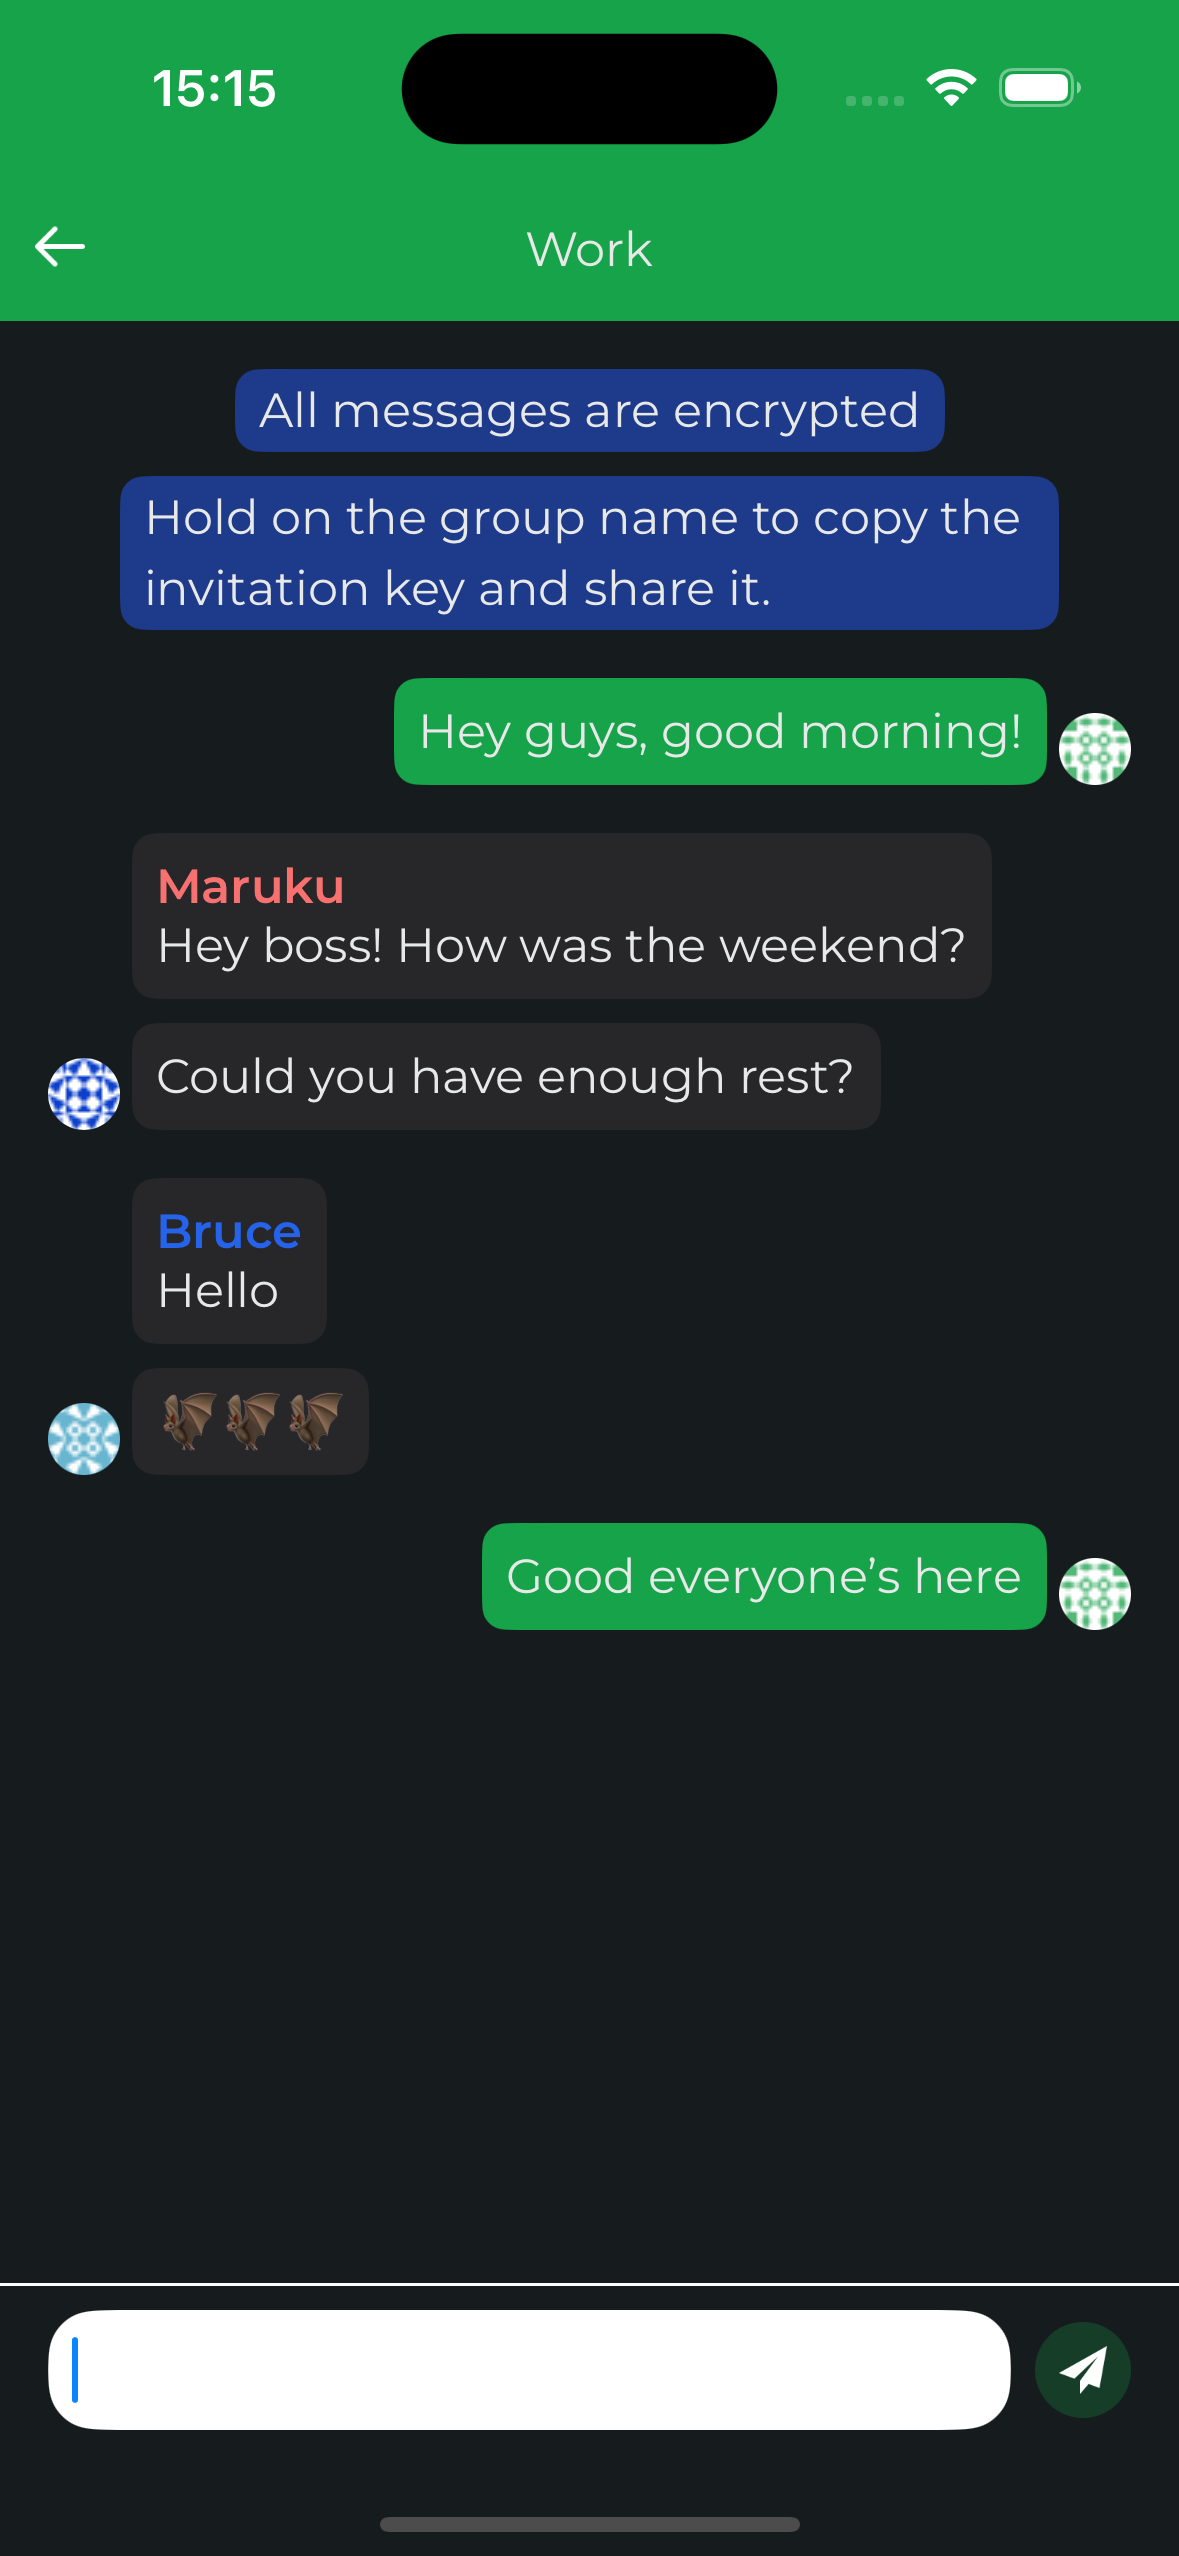 15:15
Work
All messages are encrypted
Hold on the group name to copy the
invitation key and share it.
Hey guys, good morning!
Maruku
Hey boss! How was the weekend?
Could you have enough rest?
Bruce
Hello
🦇🦇🦇
Good everyone’s here